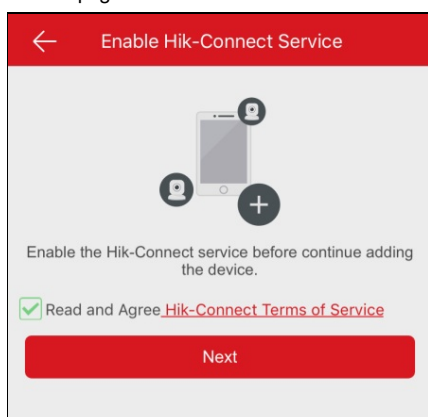 Enable Hik-Connect Service
Enable the Hik-Connect service before continue adding
the device.
Read and Agree Hik-Connect Terms of Service
Next